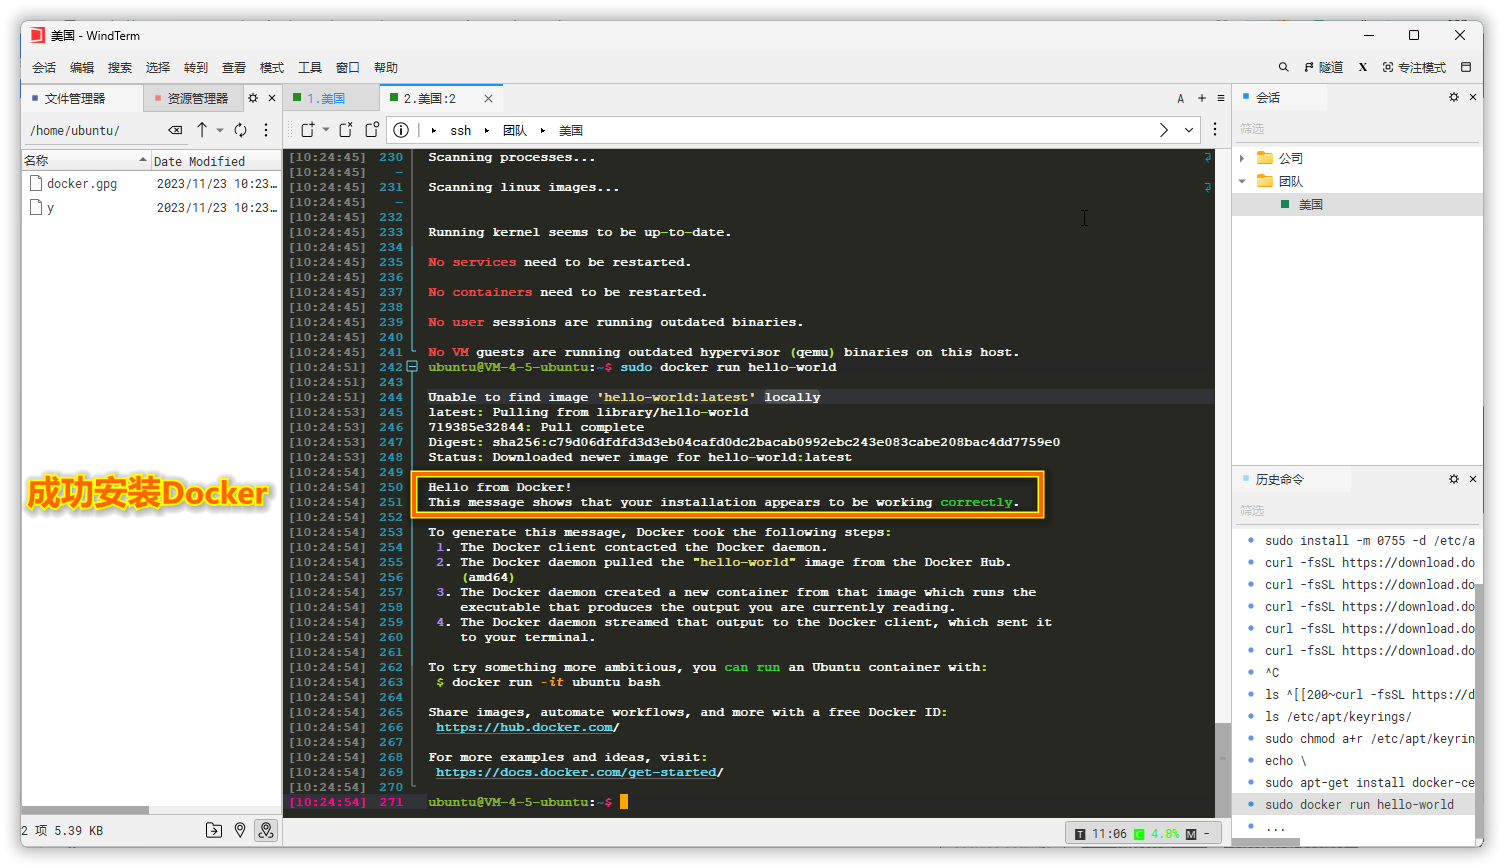 美国 - WindTerm
会话 编辑 搜索 选择 转到 查看 模式 工具 窗口 帮助
隧道 X 专注模式
文件管理器 资源管理器
/home/ubuntu/
名称 Date Modified
docker.gpg 2023/11/23 10:23…
y 2023/11/23 10:23…
成功安装Docker
2 项 5.39 KB
1.美国 2.美国:2
A
ssh 团队 美国
[10:24:45] 230 Scanning processes...
[10:24:45] –
[10:24:45] 231 Scanning linux images...
[10:24:45] –
[10:24:45] 232
[10:24:45] 233 Running kernel seems to be up-to-date.
[10:24:45] 234
[10:24:45] 235 No services need to be restarted.
[10:24:45] 236
[10:24:45] 237 No containers need to be restarted.
[10:24:45] 238
[10:24:45] 239 No user sessions are running outdated binaries.
[10:24:45] 240
[10:24:45] 241 No VM guests are running outdated hypervisor (qemu) binaries on this host.
[10:24:51] 242 ubuntu@VM-4-5-ubuntu:~$ sudo docker run hello-world
[10:24:51] 243
[10:24:51] 244 Unable to find image 'hello-world:latest' locally
[10:24:53] 245 latest: Pulling from library/hello-world
[10:24:53] 246 719385e32844: Pull complete
[10:24:53] 247 Digest: sha256:c79d06dfdfd3d3eb04cafd0dc2bacab0992ebc243e083cabe208bac4dd7759e0
[10:24:53] 248 Status: Downloaded newer image for hello-world:latest
[10:24:54] 249
[10:24:54] 250 Hello from Docker!
[10:24:54] 251 This message shows that your installation appears to be working correctly.
[10:24:54] 252
[10:24:54] 253 To generate this message, Docker took the following steps:
[10:24:54] 254 1. The Docker client contacted the Docker daemon.
[10:24:54] 255 2. The Docker daemon pulled the "hello-world" image from the Docker Hub.
[10:24:54] 256 (amd64)
[10:24:54] 257 3. The Docker daemon created a new container from that image which runs the
[10:24:54] 258 executable that produces the output you are currently reading.
[10:24:54] 259 4. The Docker daemon streamed that output to the Docker client, which sent it
[10:24:54] 260 to your terminal.
[10:24:54] 261
[10:24:54] 262 To try something more ambitious, you can run an Ubuntu container with:
[10:24:54] 263 $ docker run -it ubuntu bash
[10:24:54] 264
[10:24:54] 265 Share images, automate workflows, and more with a free Docker ID:
[10:24:54] 266 https://hub.docker.com/
[10:24:54] 267
[10:24:54] 268 For more examples and ideas, visit:
[10:24:54] 269 https://docs.docker.com/get-started/
[10:24:54] 270
[10:24:54] 271 ubuntu@VM-4-5-ubuntu:~$
T 11:06 C 4.8% M -
会话
筛选
公司
团队
美国
历史命令
筛选
sudo install -m 0755 -d /etc/a
curl -fsSL https://download.do
curl -fsSL https://download.do
curl -fsSL https://download.do
curl -fsSL https://download.do
curl -fsSL https://download.do
^C
ls ^[[200~curl -fsSL https://d
ls /etc/apt/keyrings/
sudo chmod a+r /etc/apt/keyrin
echo \
sudo apt-get install docker-ce
sudo docker run hello-world
...